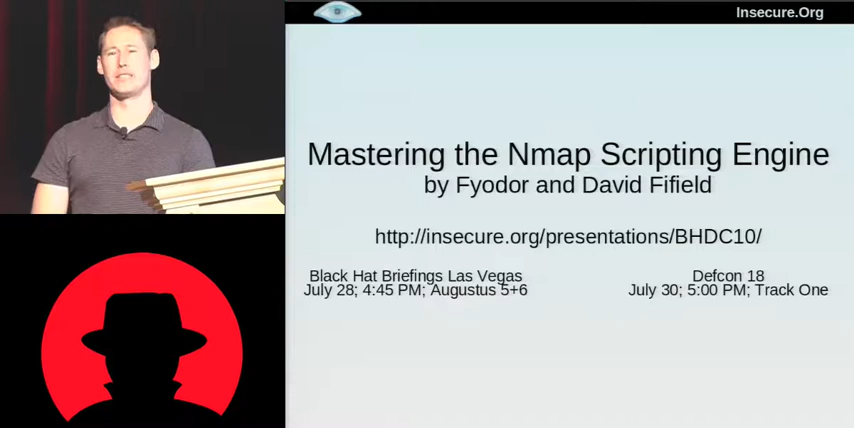 Insecure.Org
Mastering the Nmap Scripting Engine
by Fyodor and David Fifield
http://insecure.org/presentations/BHDC10/
Black Hat Briefings Las Vegas
July 28; 4:45 PM; Augustus 5+6
Defcon 18
July 30; 5:00 PM; Track One